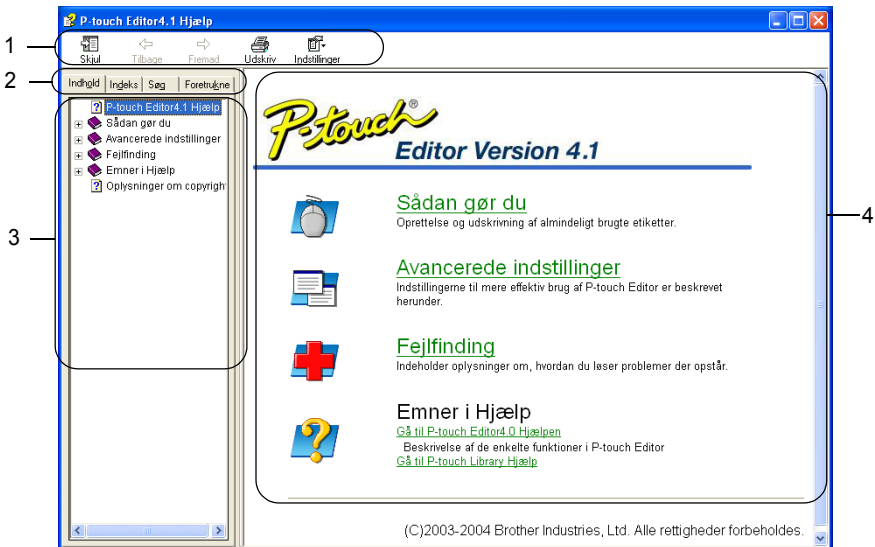 P-touch Editor4.1 Hjælp
1
Skjul Tilbage Fremad Udskriv Indstillinger
2
Indhold Indeks Søg Foretrukne
P-touch Editor4.1 Hjælp
Sådan gør du
Avancerede indstillinger
Fejlfinding
Emner i Hjælp
Oplysninger om copyrigh
3
P-touch®
Editor Version 4.1
Sådan gør du
Oprettelse og udskrivning af almindeligt brugte etiketter.
4
Avancerede indstillinger
Indstillingerne til mere effektiv brug af P-touch Editor er beskrevet
herunder.
Fejlfinding
Indeholder oplysninger om, hvordan du løser problemer der opstår.
Emner i Hjælp
Gå til P-touch Editor4.0 Hjælpen
Beskrivelse af de enkelte funktioner i P-touch Editor
Gå til P-touch Library Hjælp
(C)2003-2004 Brother Industries, Ltd. Alle rettigheder forbeholdes.